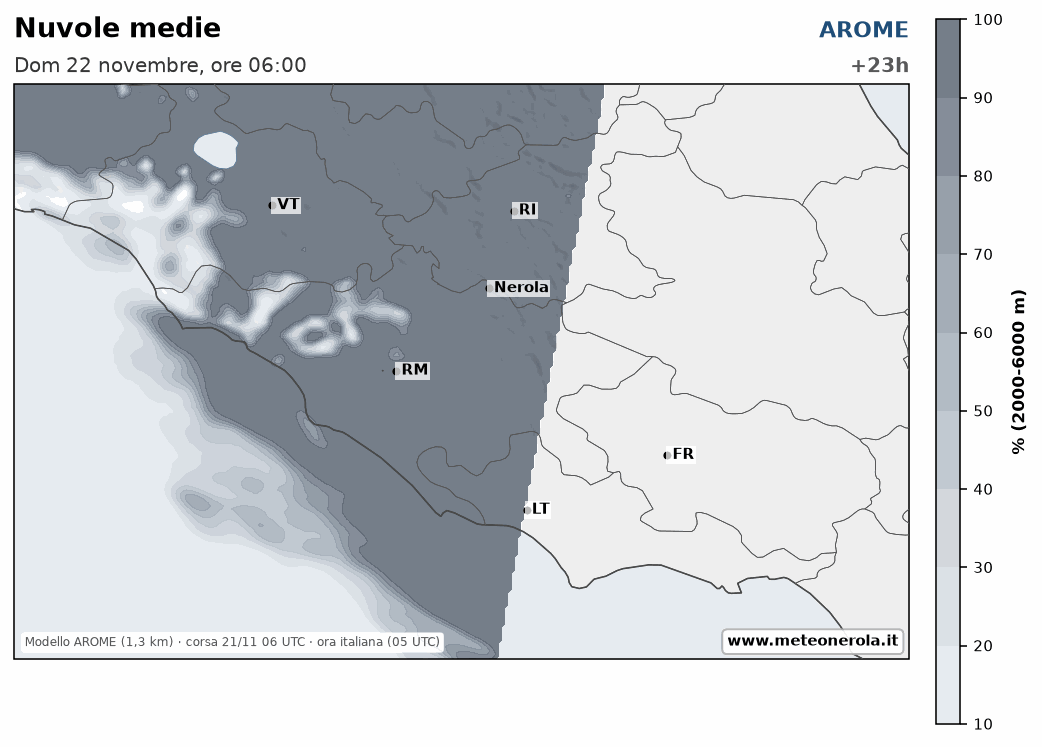 Nuvole medie
AROME
Dom 22 novembre, ore 06:00
+23h
VT
RI
Nerola
RM
FR
LT
Modello AROME (1,3 km) · corsa 21/11 06 UTC · ora italiana (05 UTC)
www.meteonerola.it
100
90
80
70
60
50
40
30
20
10
% (2000-6000 m)